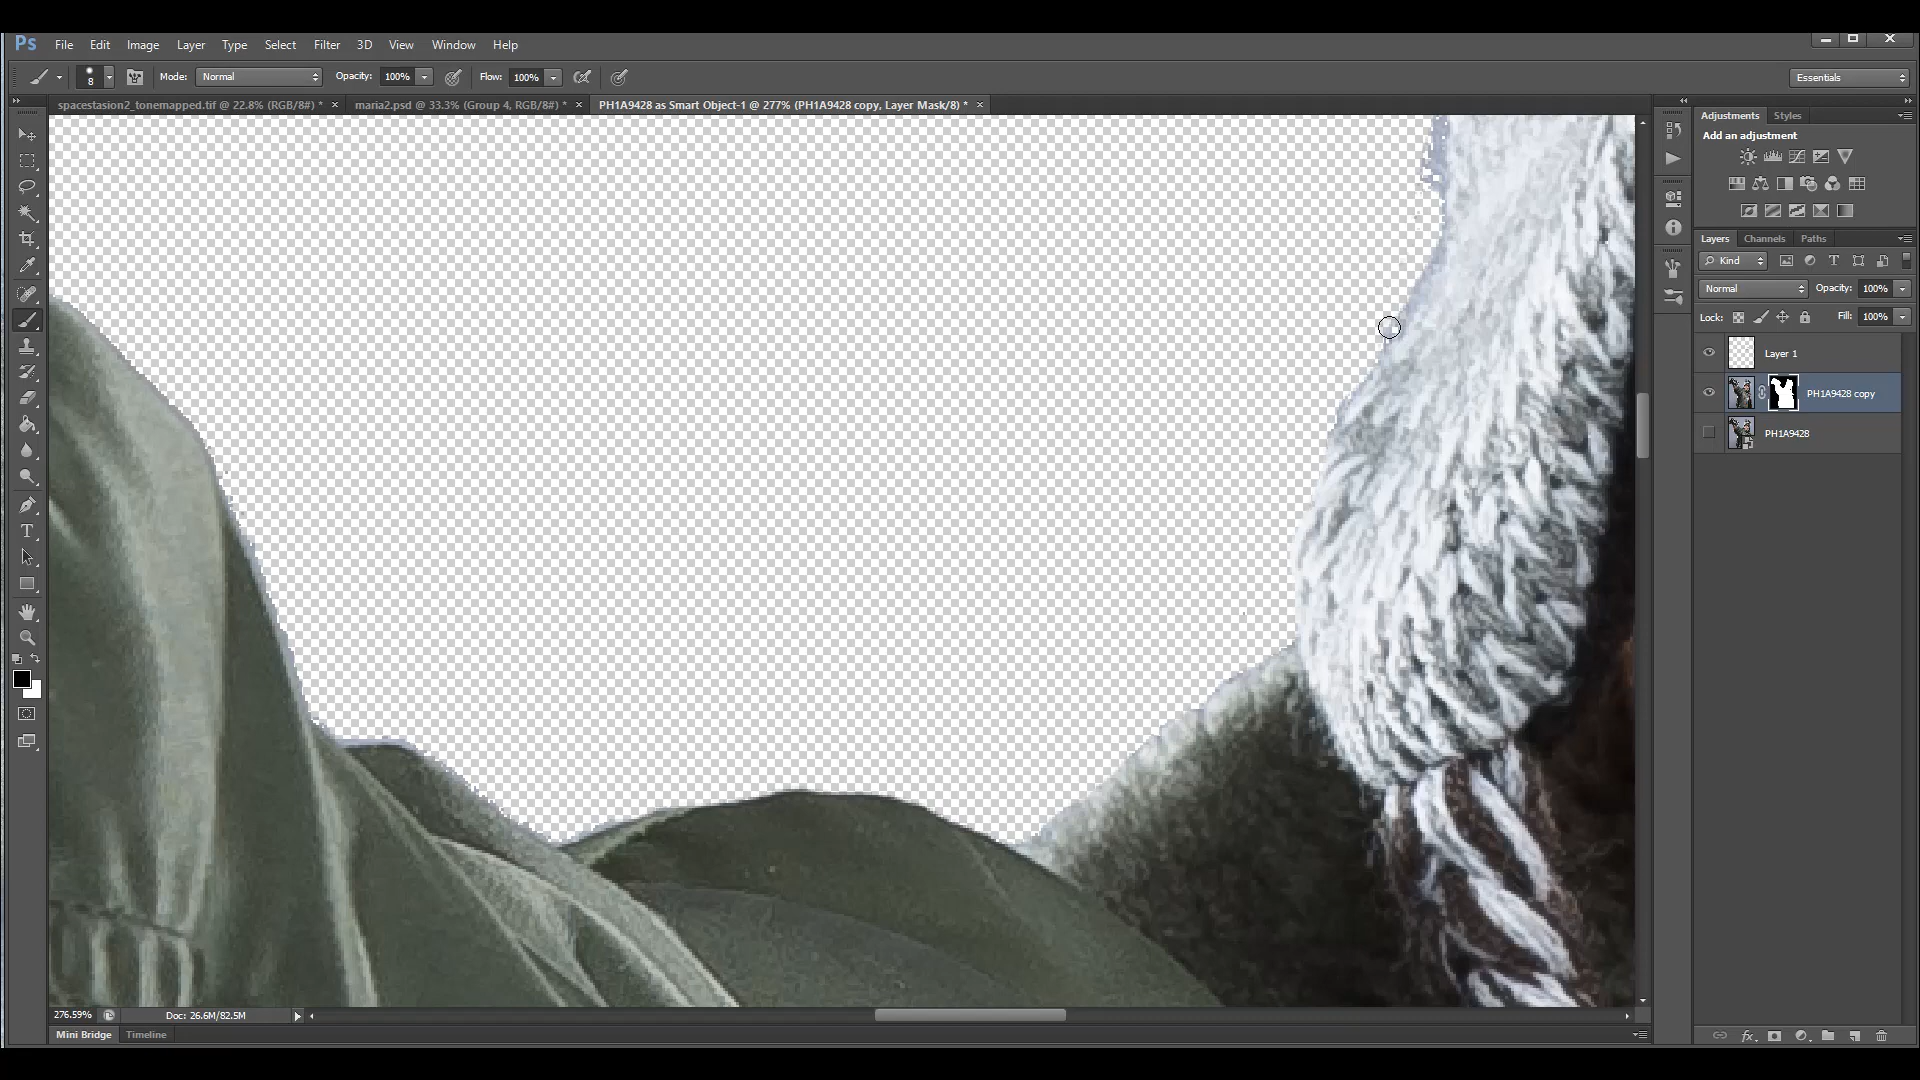 Ps File Edit Image Layer Type Select Filter 3D View Window Help
8 Mode: Normal Opacity: 100% Flow: 100% Essentials
spacestasion2_tonemapped.tif @ 22.8% (RGB/8#) * × maria2.psd @ 33.3% (Group 4, RGB/8#) * × PH1A9428 as Smart Object-1 @ 277% (PH1A9428 copy, Layer Mask/8) * ×
Adjustments Styles
Add an adjustment
Layers Channels Paths
Kind
Normal Opacity: 100%
Lock: Fill: 100%
Layer 1
PH1A9428 copy
PH1A9428
276.59% Doc: 26.6M/82.5M
Mini Bridge Timeline